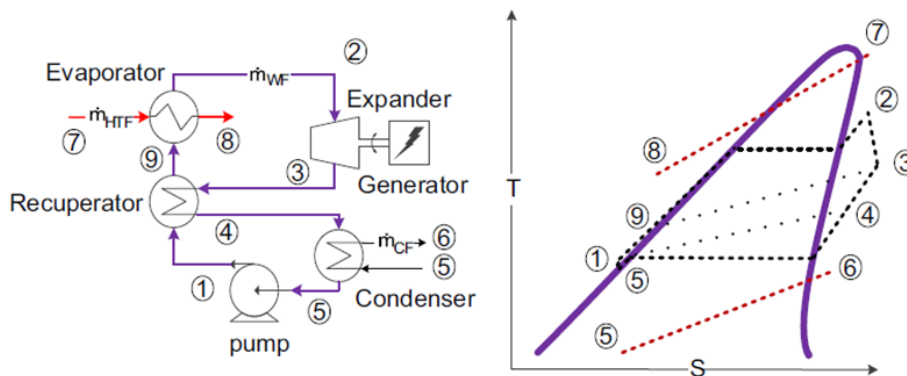 ②
Evaporator
ṁWF
Expander
ṁHTF
⑦
⑧
⑨
③
Generator
Recuperator
④
ṁCF
⑥
⑤
①
⑤
Condenser
pump
T
⑦
②
⑧
③
⑨
④
①
⑤
⑥
⑤
S